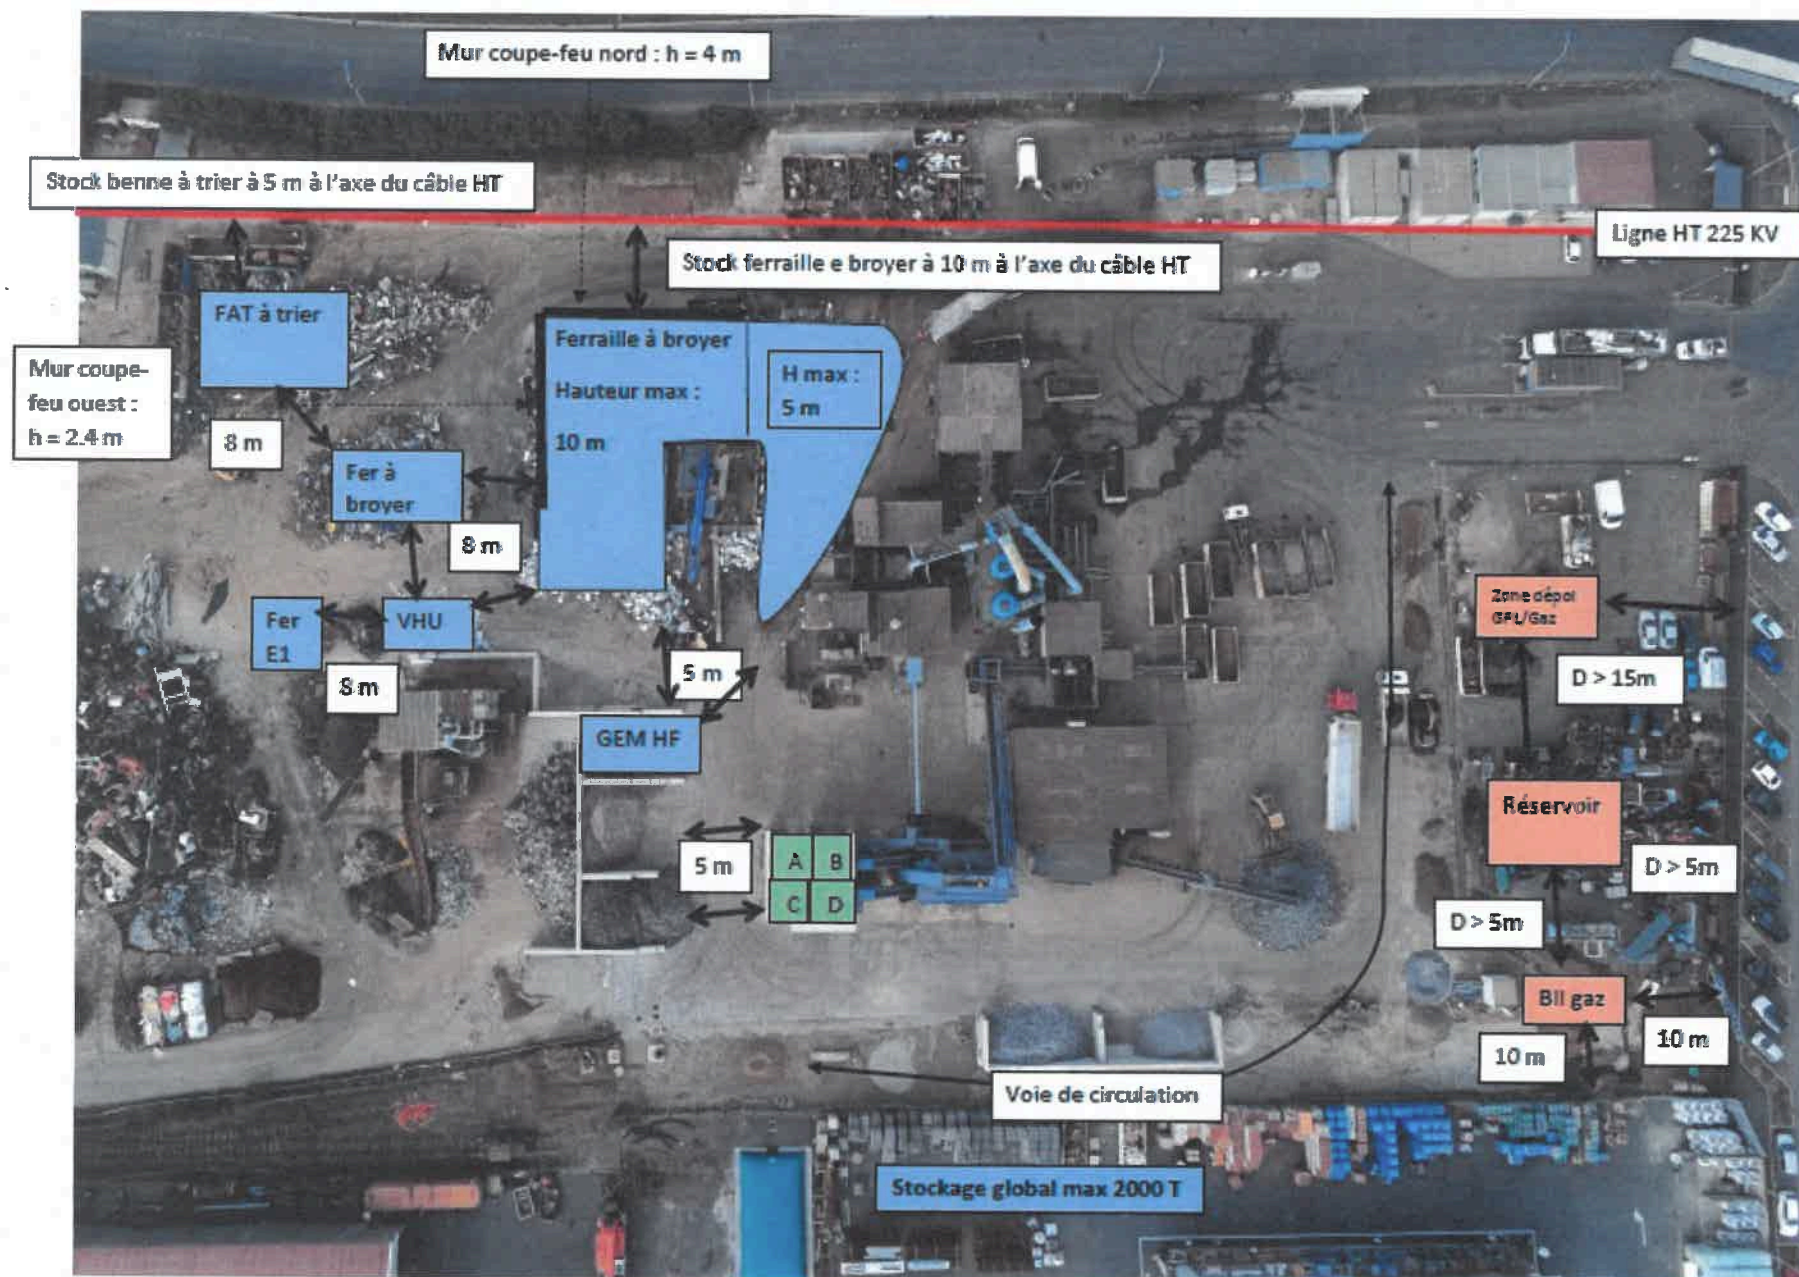 Mur coupe-feu nord : h = 4 m
Stock benne à trier à 5 m à l'axe du câble HT
Ligne HT 225 KV
Stock ferraille e broyer à 10 m à l'axe du câble HT
FAT à trier
Ferraille à broyer
Hauteur max :
10 m
H max :
5 m
Mur coupe-
feu ouest :
h = 2.4 m
8 m
Fer à
broyer
8 m
Fer
E1
VHU
8 m
5 m
GEM HF
Zone dépôt
GPL/Gaz
D > 15m
Réservoir
D > 5m
5 m
A B
C D
D > 5m
Bll gaz
10 m
10 m
Voie de circulation
Stockage global max 2000 T